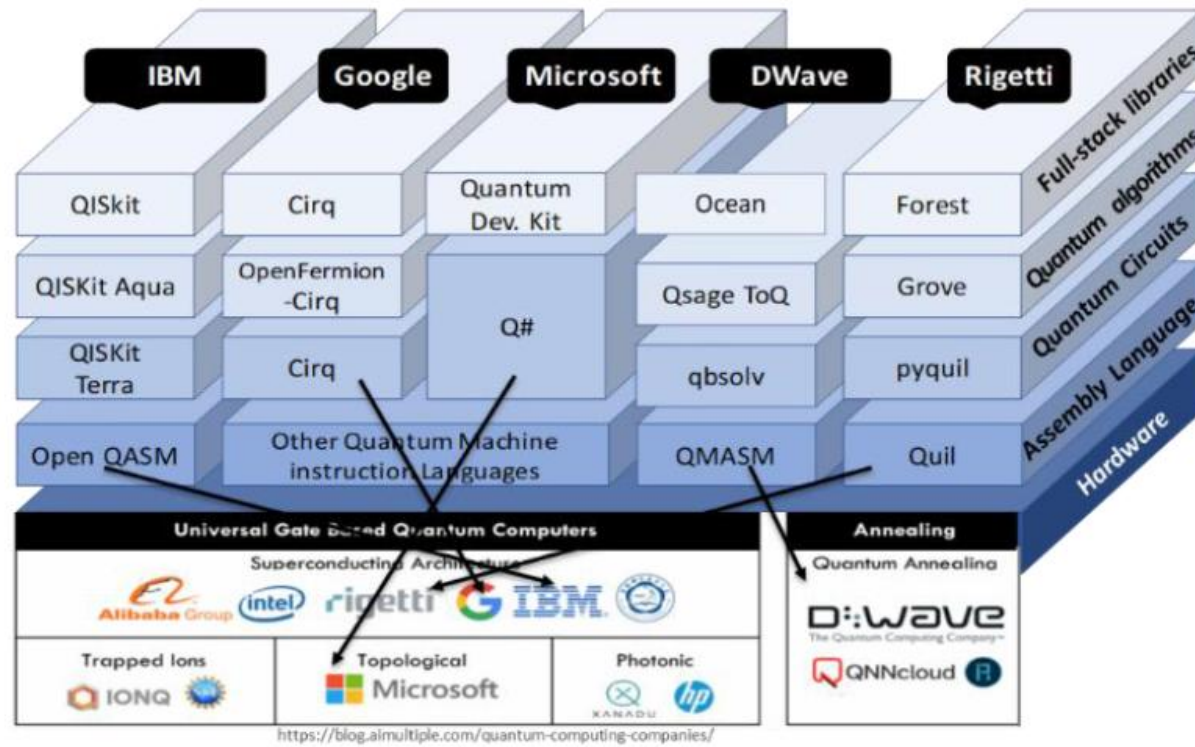 IBM
Google
Microsoft
DWave
Rigetti
Full-stack libraries
Quantum algorithms
Quantum Circuits
Assembly Language
Hardware
QISkit
Cirq
Quantum
Dev. Kit
Ocean
Forest
QISKit Aqua
OpenFermion
-Cirq
Q#
Qsage ToQ
Grove
QISKit
Terra
Cirq
qbsolv
pyquil
Open QASM
Other Quantum Machine
instruction Languages
QMASM
Quil
Universal Gate Based Quantum Computers
Annealing
Superconducting Architecture
Quantum Annealing
Alibaba Group
intel
rigetti
G
IBM
D:wave
The Quantum Computing Company
Trapped Ions
Topological
Photonic
IONQ
Microsoft
XANADU
hp
QNNcloud
R
https://blog.aimultiple.com/quantum-computing-companies/